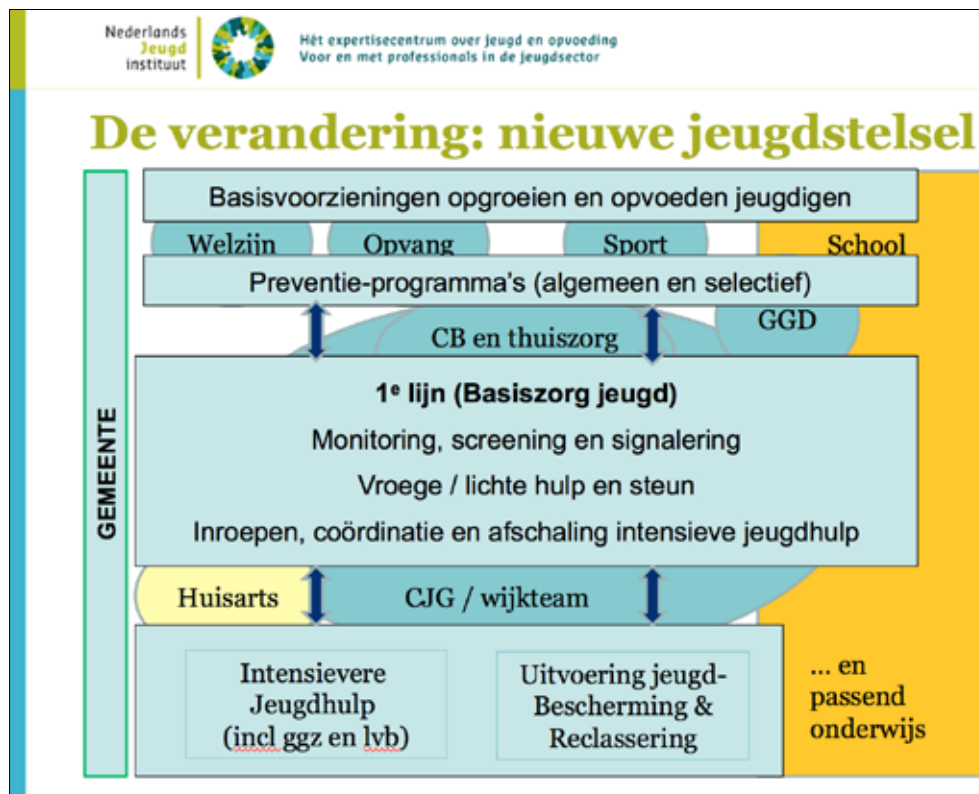 Nederlands
Jeugd
instituut
Hét expertisecentrum over jeugd en opvoeding
Voor en met professionals in de jeugdsector
De verandering: nieuwe jeugdstelsel
GEMEENTE
Basisvoorzieningen opgroeien en opvoeden jeugdigen
Welzijn
Opvang
Sport
School
Preventie-programma's (algemeen en selectief)
CB en thuiszorg
GGD
1e lijn (Basiszorg jeugd)
Monitoring, screening en signalering
Vroege / lichte hulp en steun
Inroepen, coördinatie en afschaling intensieve jeugdhulp
Huisarts
CJG / wijkteam
Intensievere
Jeugdhulp
(incl ggz en lvb)
Uitvoering jeugd-
Bescherming &
Reclassering
... en
passend
onderwijs